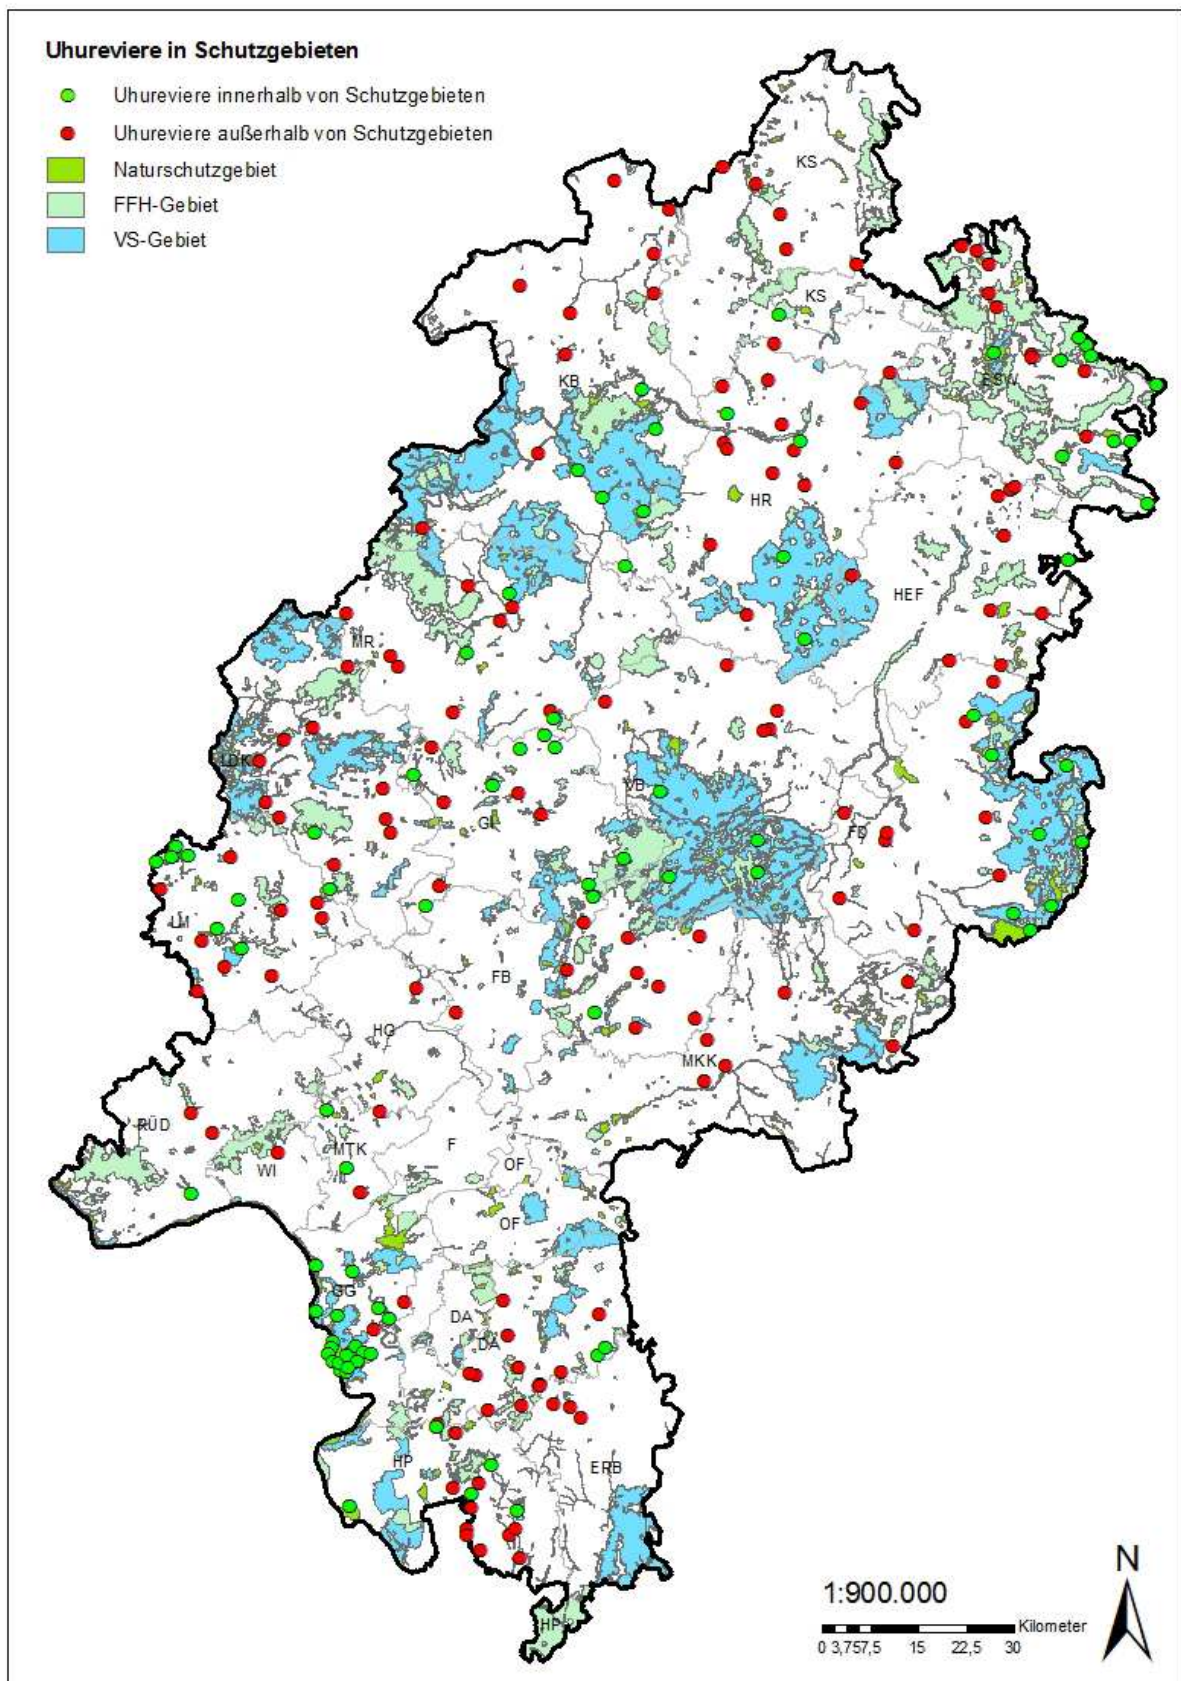 Uhureviere in Schutzgebieten
Uhureviere innerhalb von Schutzgebieten
Uhureviere außerhalb von Schutzgebieten
Naturschutzgebiet
FFH-Gebiet
VS-Gebiet
KS
KS
ESW
KB
HR
HEF
MR
LDK
VB
GI
FD
LM
FB
HG
MKK
RÜD
MTK
F
OF
WI
OF
GG
DA
DA
HP
ERB
HP
N
1:900.000
Kilometer
0 3,757,5 15 22,5 30